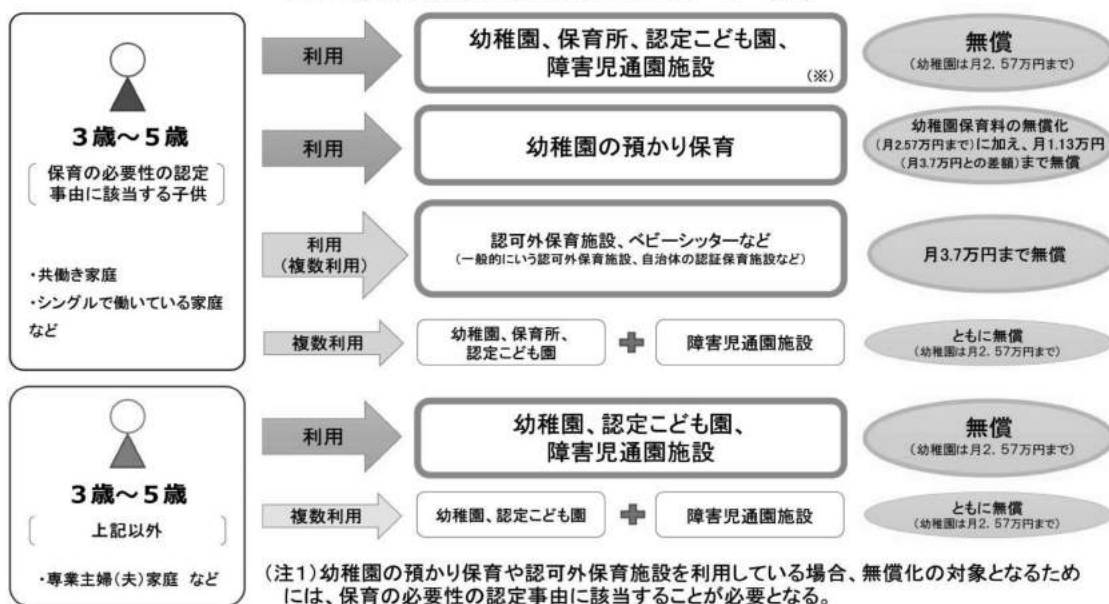 3歳～5歳
保育の必要性の認定
事由に該当する子供
・共働き家庭
・シングルで働いている家庭
など
利用
幼稚園、保育所、認定こども園、
障害児通園施設
(※)
無償
(幼稚園は月2．57万円まで)
利用
幼稚園の預かり保育
幼稚園保育料の無償化
(月2.57万円まで)に加え、月1.13万円
(月3.7万円との差額)まで無償
利用
(複数利用)
認可外保育施設、ベビーシッターなど
(一般的にいう認可外保育施設、自治体の認証保育施設など)
月3.7万円まで無償
複数利用
幼稚園、保育所、
認定こども園
+
障害児通園施設
ともに無償
(幼稚園は月2．57万円まで)
3歳～5歳
上記以外
・専業主婦(夫)家庭 など
利用
幼稚園、認定こども園、
障害児通園施設
無償
(幼稚園は月2．57万円まで)
複数利用
幼稚園、認定こども園
+
障害児通園施設
ともに無償
(幼稚園は月2．57万円まで)
(注1)幼稚園の預かり保育や認可外保育施設を利用している場合、無償化の対象となるため
には、保育の必要性の認定事由に該当することが必要となる。